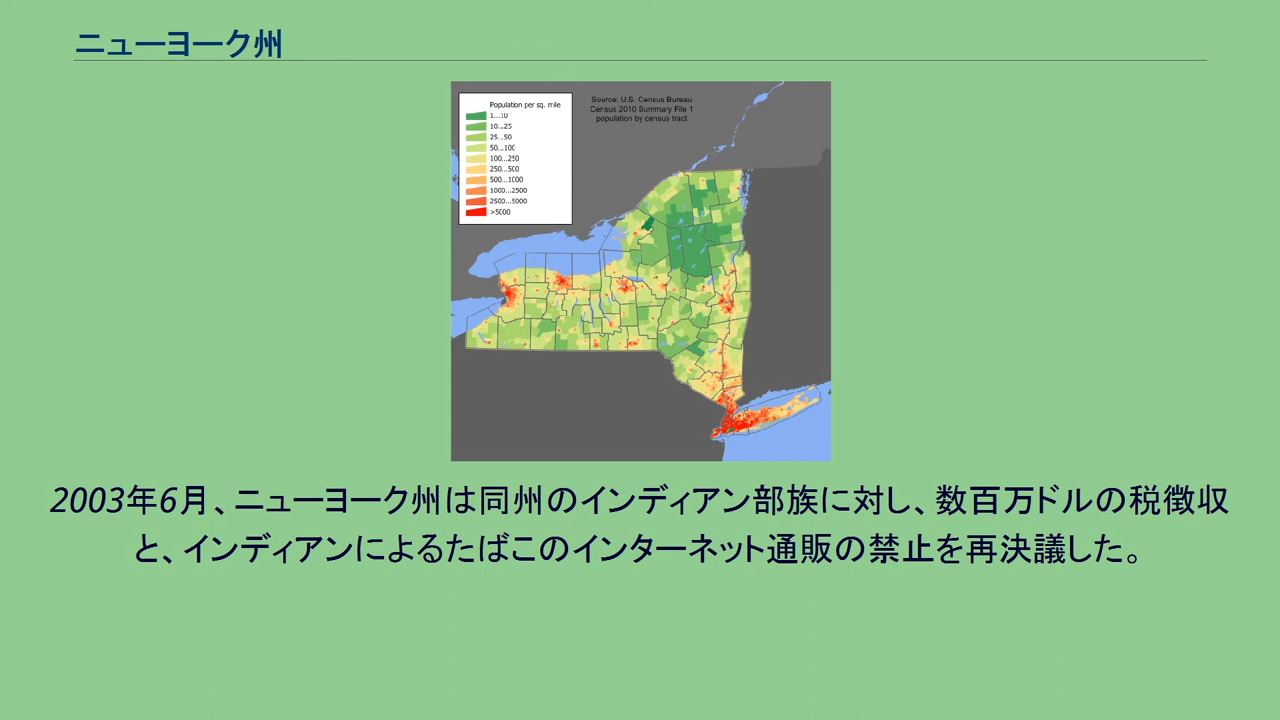 ニューヨーク州
Population per sq. mile
1...10
10...25
25...50
50...100
100...250
250...500
500...1000
1000...2500
2500...5000
>5000
Source: U.S. Census Bureau
Census 2010 Summary File 1
population by census tract
2003年6月、ニューヨーク州は同州のインディアン部族に対し、数百万ドルの税徴収
と、インディアンによるたばこのインターネット通販の禁止を再決議した。